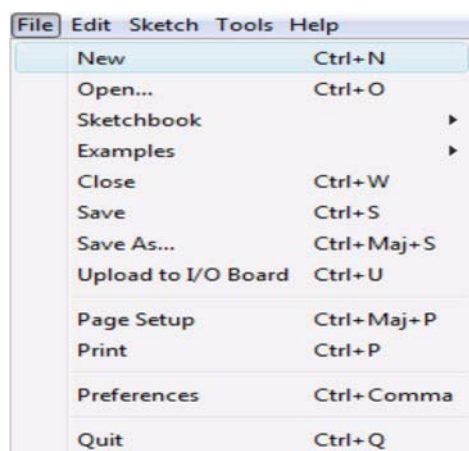 File Edit Sketch Tools Help
New Ctrl+N
Open... Ctrl+O
Sketchbook
Examples
Close Ctrl+W
Save Ctrl+S
Save As... Ctrl+Maj+S
Upload to I/O Board Ctrl+U
Page Setup Ctrl+Maj+P
Print Ctrl+P
Preferences Ctrl+Comma
Quit Ctrl+Q